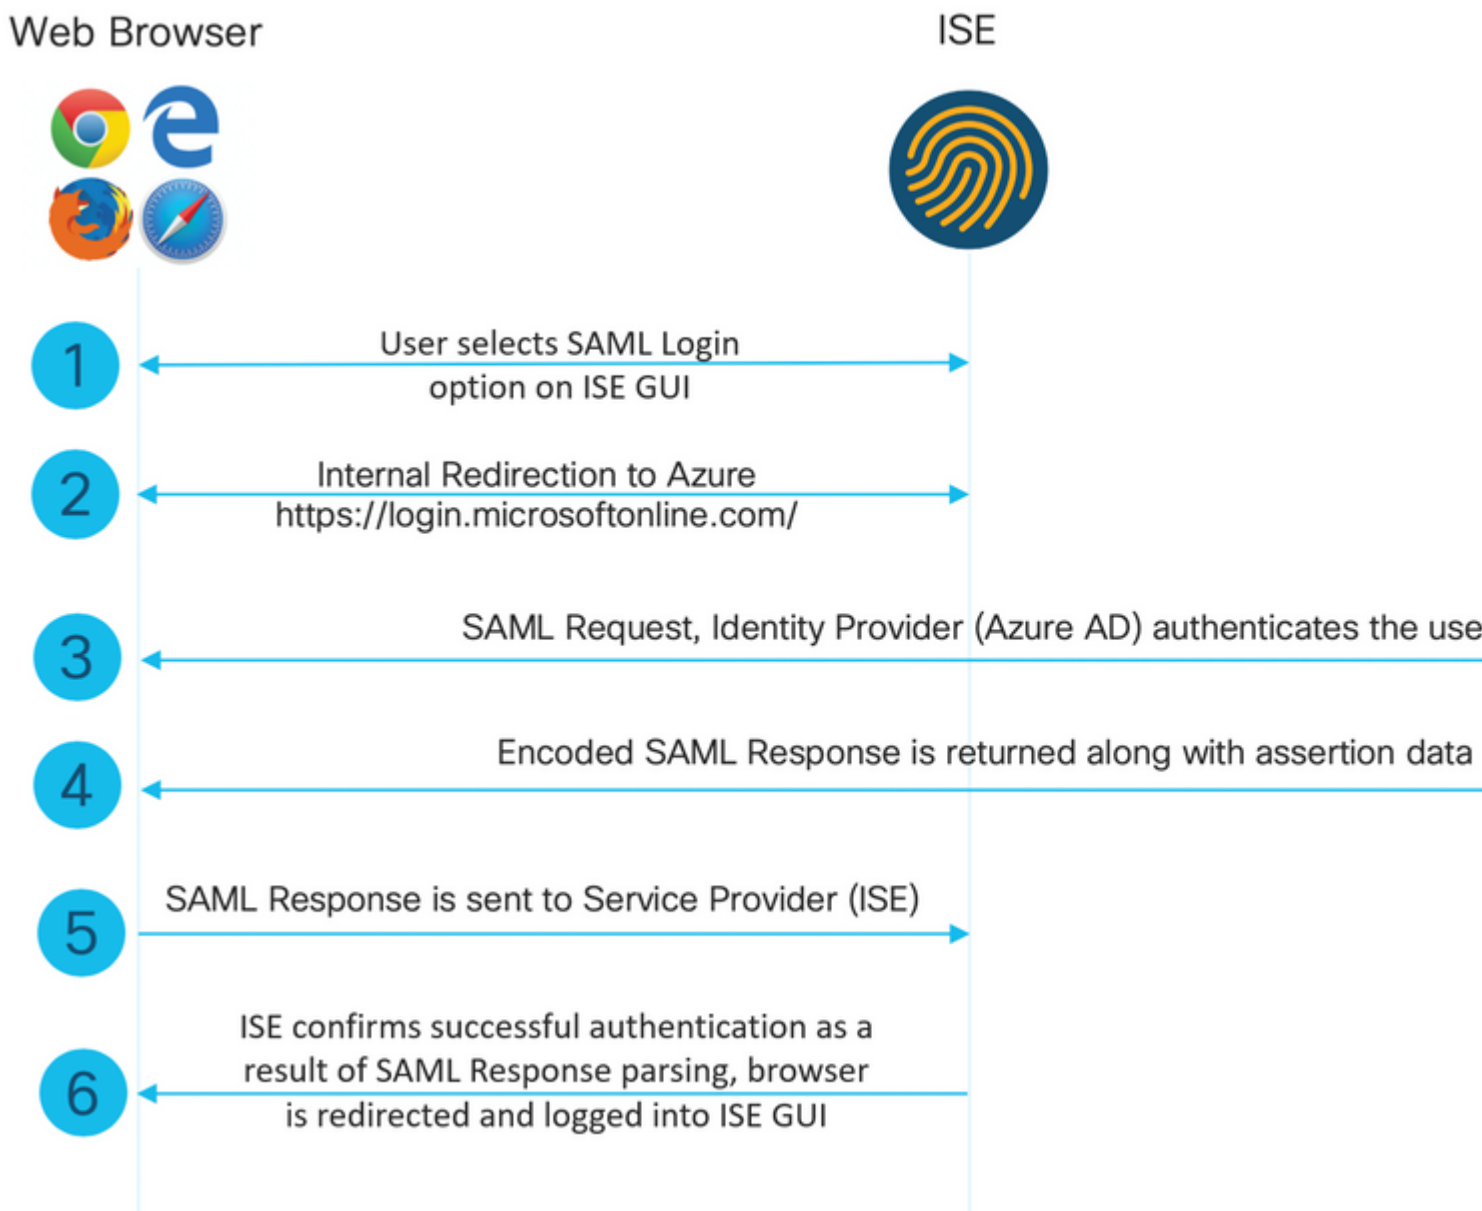 Web Browser
ISE
1
User selects SAML Login
option on ISE GUI
2
Internal Redirection to Azure
https://login.microsoftonline.com/
3
SAML Request, Identity Provider (Azure AD) authenticates the use
4
Encoded SAML Response is returned along with assertion data
5
SAML Response is sent to Service Provider (ISE)
6
ISE confirms successful authentication as a
result of SAML Response parsing, browser
is redirected and logged into ISE GUI